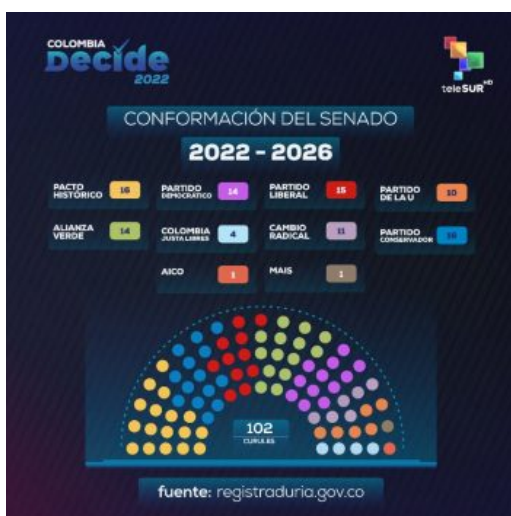 COLOMBIA
Decide
2022
teleSUR HD
CONFORMACIÓN DEL SENADO
2022 - 2026
PACTO
HISTÓRICO
16
PARTIDO
DEMOCRÁTICO
14
PARTIDO
LIBERAL
15
PARTIDO
DE LA U
10
ALIANZA
VERDE
14
COLOMBIA
JUSTA LIBRES
4
CAMBIO
RADICAL
11
PARTIDO
CONSERVADOR
16
AICO
1
MAIS
1
102
CURULES
fuente: registraduria.gov.co